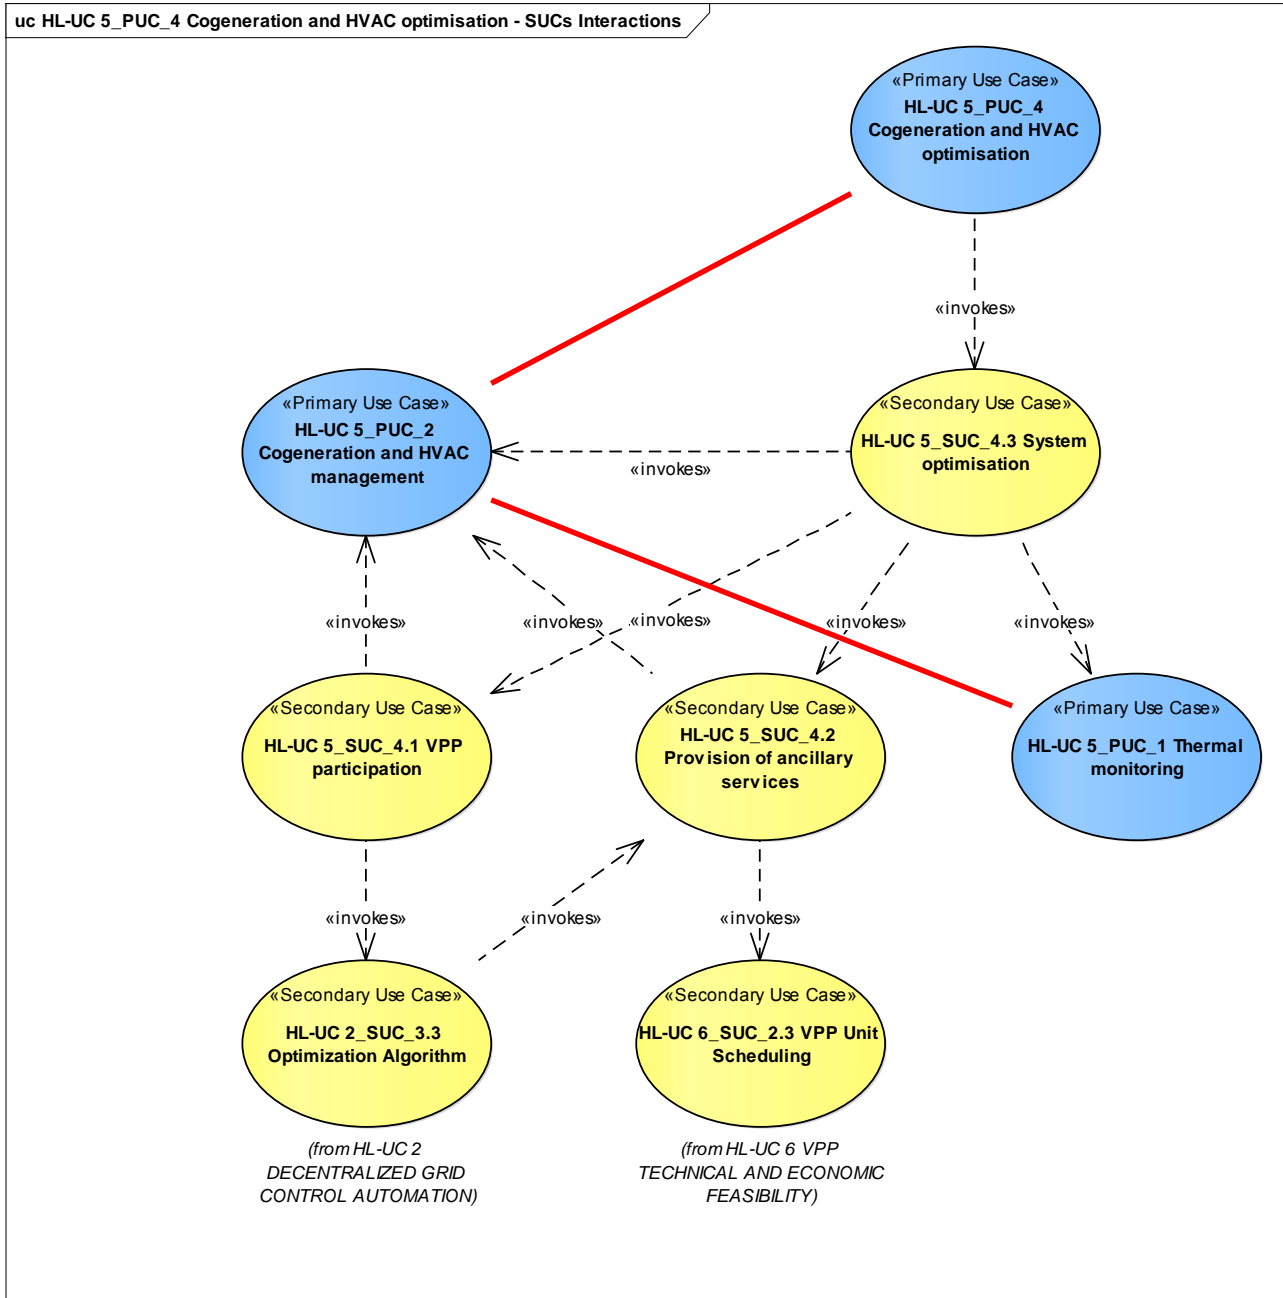 uc HL-UC 5_PUC_4 Cogeneration and HVAC optimisation - SUCs Interactions
«Primary Use Case»
HL-UC 5_PUC_4
Cogeneration and HVAC
optimisation
«invokes»
«Primary Use Case»
HL-UC 5_PUC_2
Cogeneration and HVAC
management
«Secondary Use Case»
HL-UC 5_SUC_4.3 System
optimisation
«invokes»
«invokes»
«invokes»
«invokes»
«invokes»
«invokes»
«Secondary Use Case»
HL-UC 5_SUC_4.1 VPP
participation
«Secondary Use Case»
HL-UC 5_SUC_4.2
Provision of ancillary
services
«Primary Use Case»
HL-UC 5_PUC_1 Thermal
monitoring
«invokes»
«invokes»
«invokes»
«Secondary Use Case»
HL-UC 2_SUC_3.3
Optimization Algorithm
«Secondary Use Case»
HL-UC 6_SUC_2.3 VPP Unit
Scheduling
(from HL-UC 2
DECENTRALIZED GRID
CONTROL AUTOMATION)
(from HL-UC 6 VPP
TECHNICAL AND ECONOMIC
FEASIBILITY)